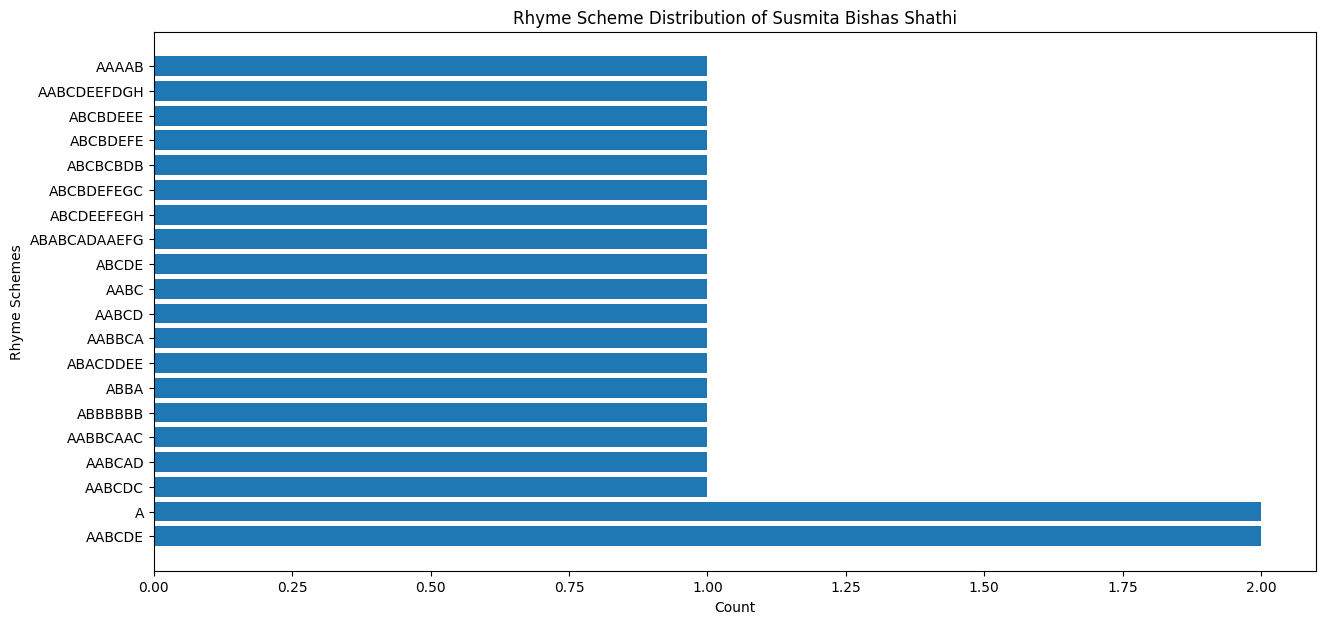 Rhyme Scheme Distribution of Susmita Bishas Shathi
Rhyme Schemes
AAAAB
AABCDEEFDGH
ABCBDEEE
ABCBDEFE
ABCBCBDB
ABCBDEFEGC
ABCDEEFEGH
ABABCADAAEFG
ABCDE
AABC
AABCD
AABBCA
ABACDDEE
ABBA
ABBBBBB
AABBCAAC
AABCAD
AABCDC
A
AABCDE
0.00 0.25 0.50 0.75 1.00 1.25 1.50 1.75 2.00
Count